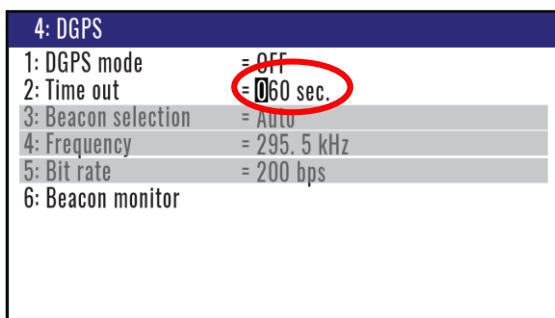 4: DGPS
1: DGPS mode = OFF
2: Time out = 060 sec.
3: Beacon selection = Auto
4: Frequency = 295. 5 kHz
5: Bit rate = 200 bps
6: Beacon monitor